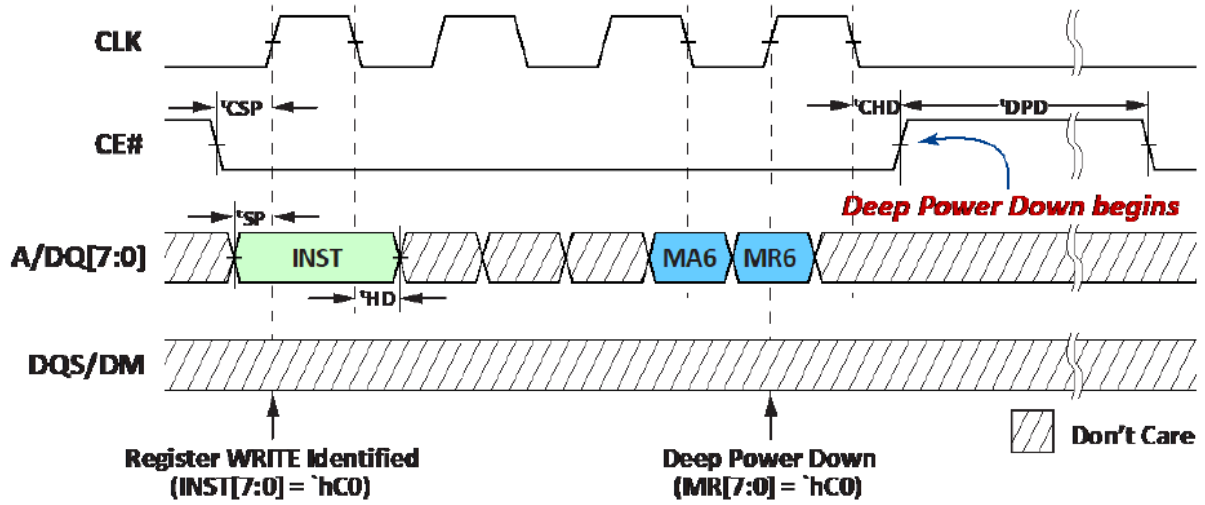 CLK
tCSP
tCHD
tDPD
CE#
Deep Power Down begins
tSP
A/DQ[7:0]
INST
MA6
MR6
tHD
DQS/DM
Don't Care
Register WRITE Identified
(INST[7:0] = `hC0)
Deep Power Down
(MR[7:0] = `hC0)